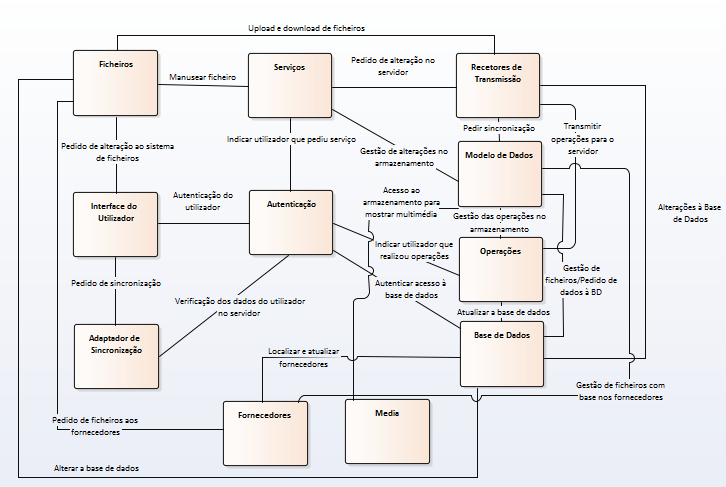 Upload e download de ficheiros
Ficheiros
Manusear ficheiro
Serviços
Pedido de alteração no
servidor
Recetores de
Transmissão
Pedido de alteração ao sistema
de ficheiros
Indicar utilizador que pediu serviço
Gestão de alterações no
armazenamento
Pedir sincronização
Transmitir
operações para o
servidor
Modelo de Dados
Interface do
Utilizador
Autenticação do
utilizador
Autenticação
Acesso ao
armazenamento para
mostrar multimédia
Gestão das operações no
armazenamento
Alterações à Base
de Dados
Indicar utilizador que
realizou operações
Operações
Pedido de sincronização
Verificação dos dados do utilizador
no servidor
Autenticar acesso à
base de dados
Gestão de
ficheiros/Pedido de
dados à BD
Atualizar a base de dados
Adaptador de
Sincronização
Base de Dados
Localizar e atualizar
fornecedores
Gestão de ficheiros com
base nos fornecedores
Pedido de ficheiros aos
fornecedores
Fornecedores
Media
Alterar a base de dados